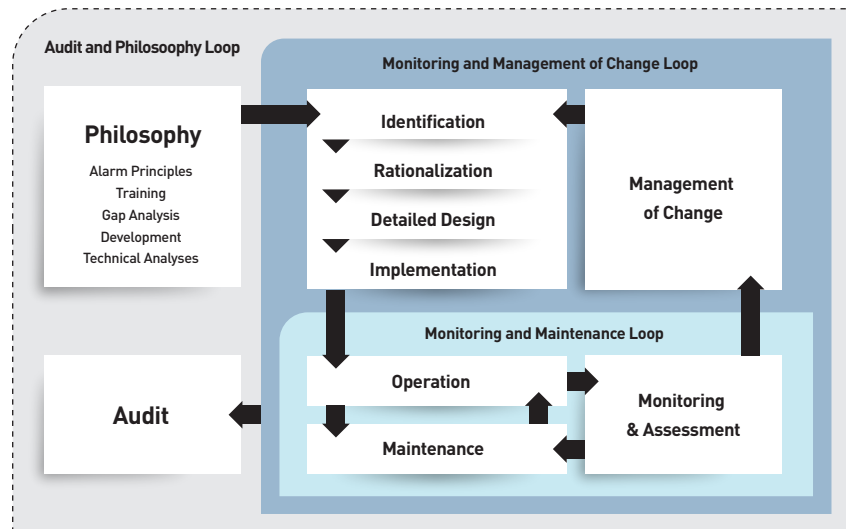 Audit and Philosoophy Loop
Monitoring and Management of Change Loop
Philosophy
Alarm Principles
Training
Gap Analysis
Development
Technical Analyses
Identification
Rationalization
Detailed Design
Implementation
Management
of Change
Monitoring and Maintenance Loop
Audit
Operation
Maintenance
Monitoring
& Assessment